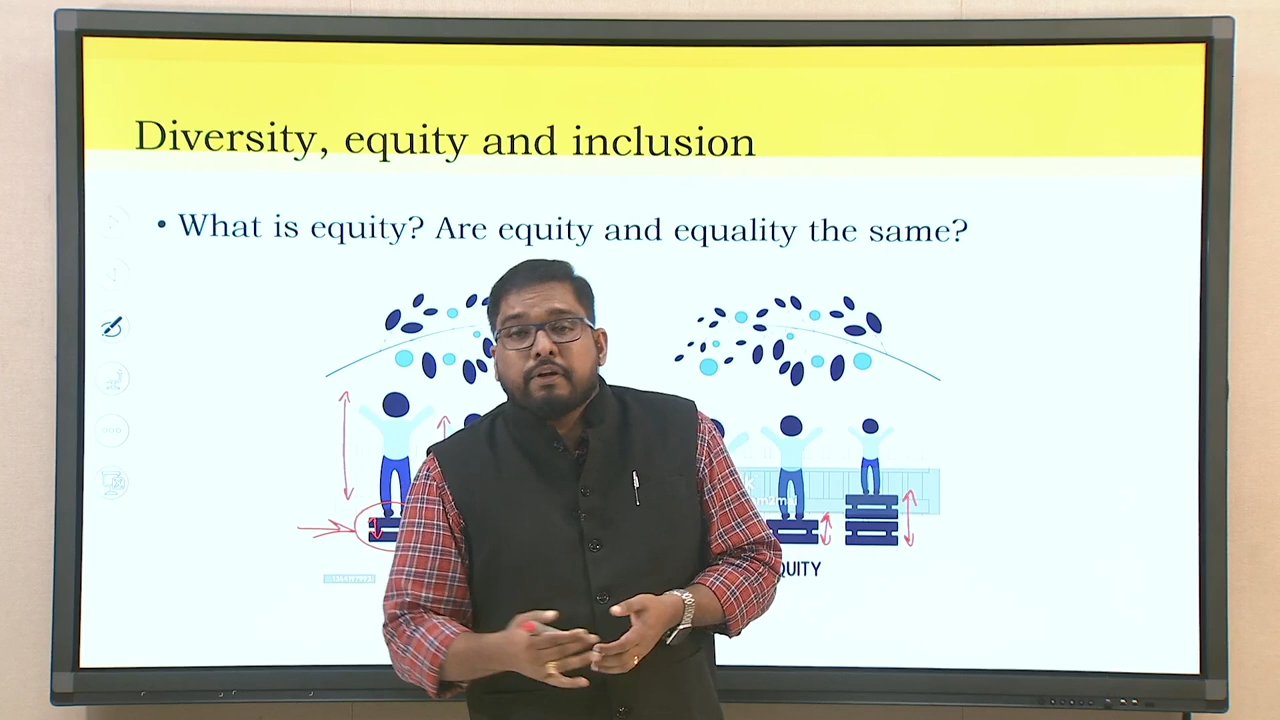 Diversity, equity and inclusion
• What is equity? Are equity and equality the same?
QUITY